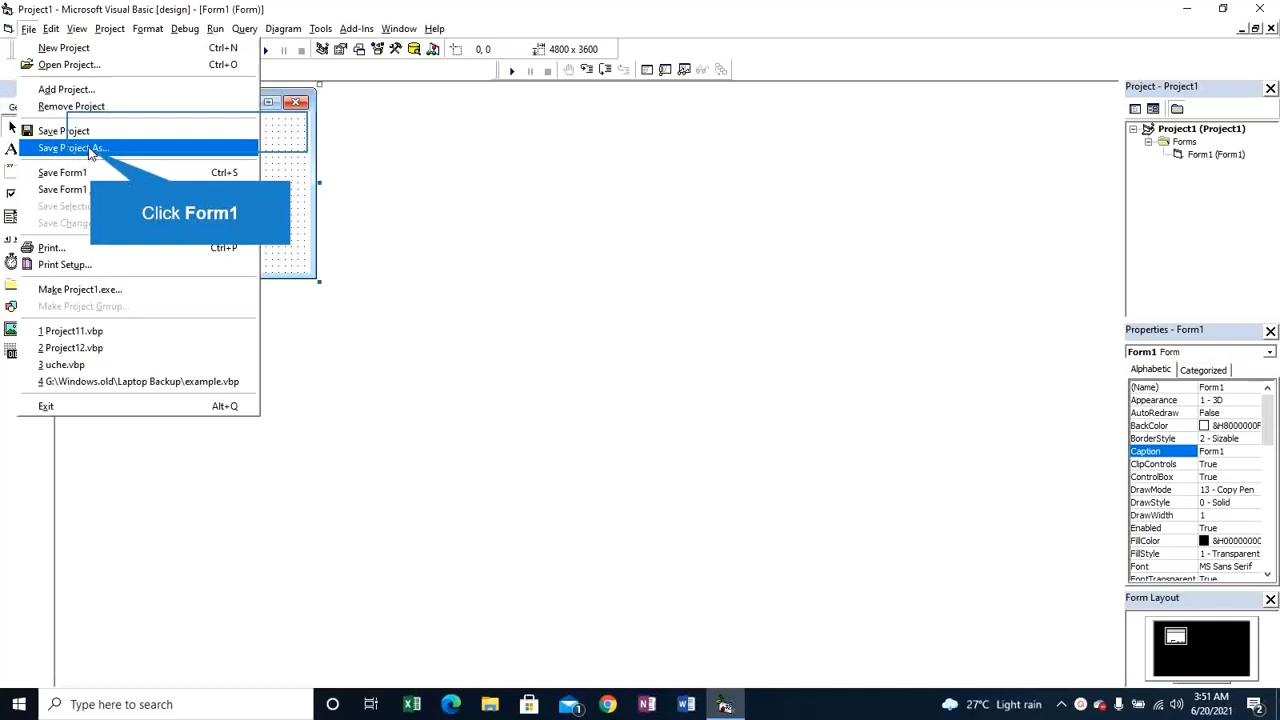 Project1 - Microsoft Visual Basic [design] - [Form1 (Form)]
File Edit View Project Format Debug Run Query Diagram Tools Add-Ins Window Help
New Project Ctrl+N
0, 0 4800 x 3600
Open Project... Ctrl+O
Add Project...
Remove Project
Save Project
Save Project As...
Save Form1 Ctrl+S
Save Form1
Save Selec
Save Chang
Click Form1
Print... Ctrl+P
Print Setup...
Make Project1.exe...
Make Project Group...
1 Project11.vbp
2 Project12.vbp
3 uche.vbp
4 G:\Windows.old\Laptop Backup\example.vbp
Exit Alt+Q
Project - Project1
Project1 (Project1)
Forms
Form1 (Form1)
Properties - Form1
Form1 Form
Alphabetic Categorized
(Name) Form1
Appearance 1 - 3D
AutoRedraw False
BackColor &H8000000F
BorderStyle 2 - Sizable
Caption Form1
ClipControls True
ControlBox True
DrawMode 13 - Copy Pen
DrawStyle 0 - Solid
DrawWidth 1
Enabled True
FillColor &H00000000
FillStyle 1 - Transparent
Font MS Sans Serif
FontTransparent True
Form Layout
Type here to search
27°C Light rain
3:51 AM
6/20/2021